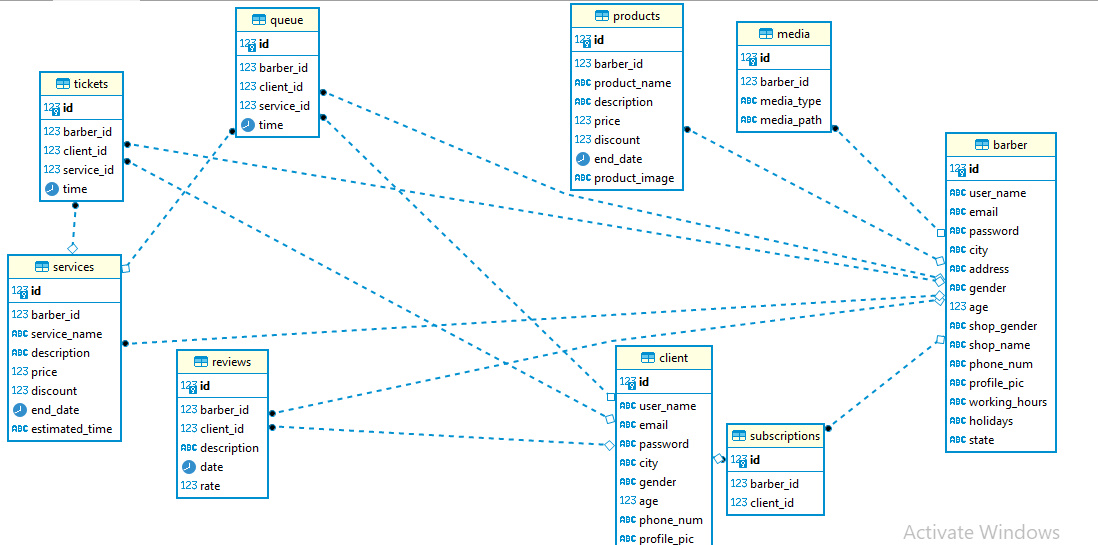 queue
123 id
123 barber_id
123 client_id
123 service_id
time
products
123 id
123 barber_id
ABC product_name
ABC description
123 price
123 discount
end_date
ABC product_image
media
123 id
123 barber_id
ABC media_type
ABC media_path
tickets
123 id
123 barber_id
123 client_id
123 service_id
time
barber
123 id
ABC user_name
ABC email
ABC password
ABC city
ABC address
ABC gender
123 age
ABC shop_gender
ABC shop_name
ABC phone_num
ABC profile_pic
ABC working_hours
ABC holidays
ABC state
services
123 id
123 barber_id
ABC service_name
ABC description
123 price
123 discount
end_date
ABC estimated_time
reviews
123 id
123 barber_id
123 client_id
ABC description
date
123 rate
client
123 id
ABC user_name
ABC email
ABC password
ABC city
ABC gender
123 age
ABC phone_num
ABC profile_pic
subscriptions
123 id
123 barber_id
123 client_id
Activate Windows